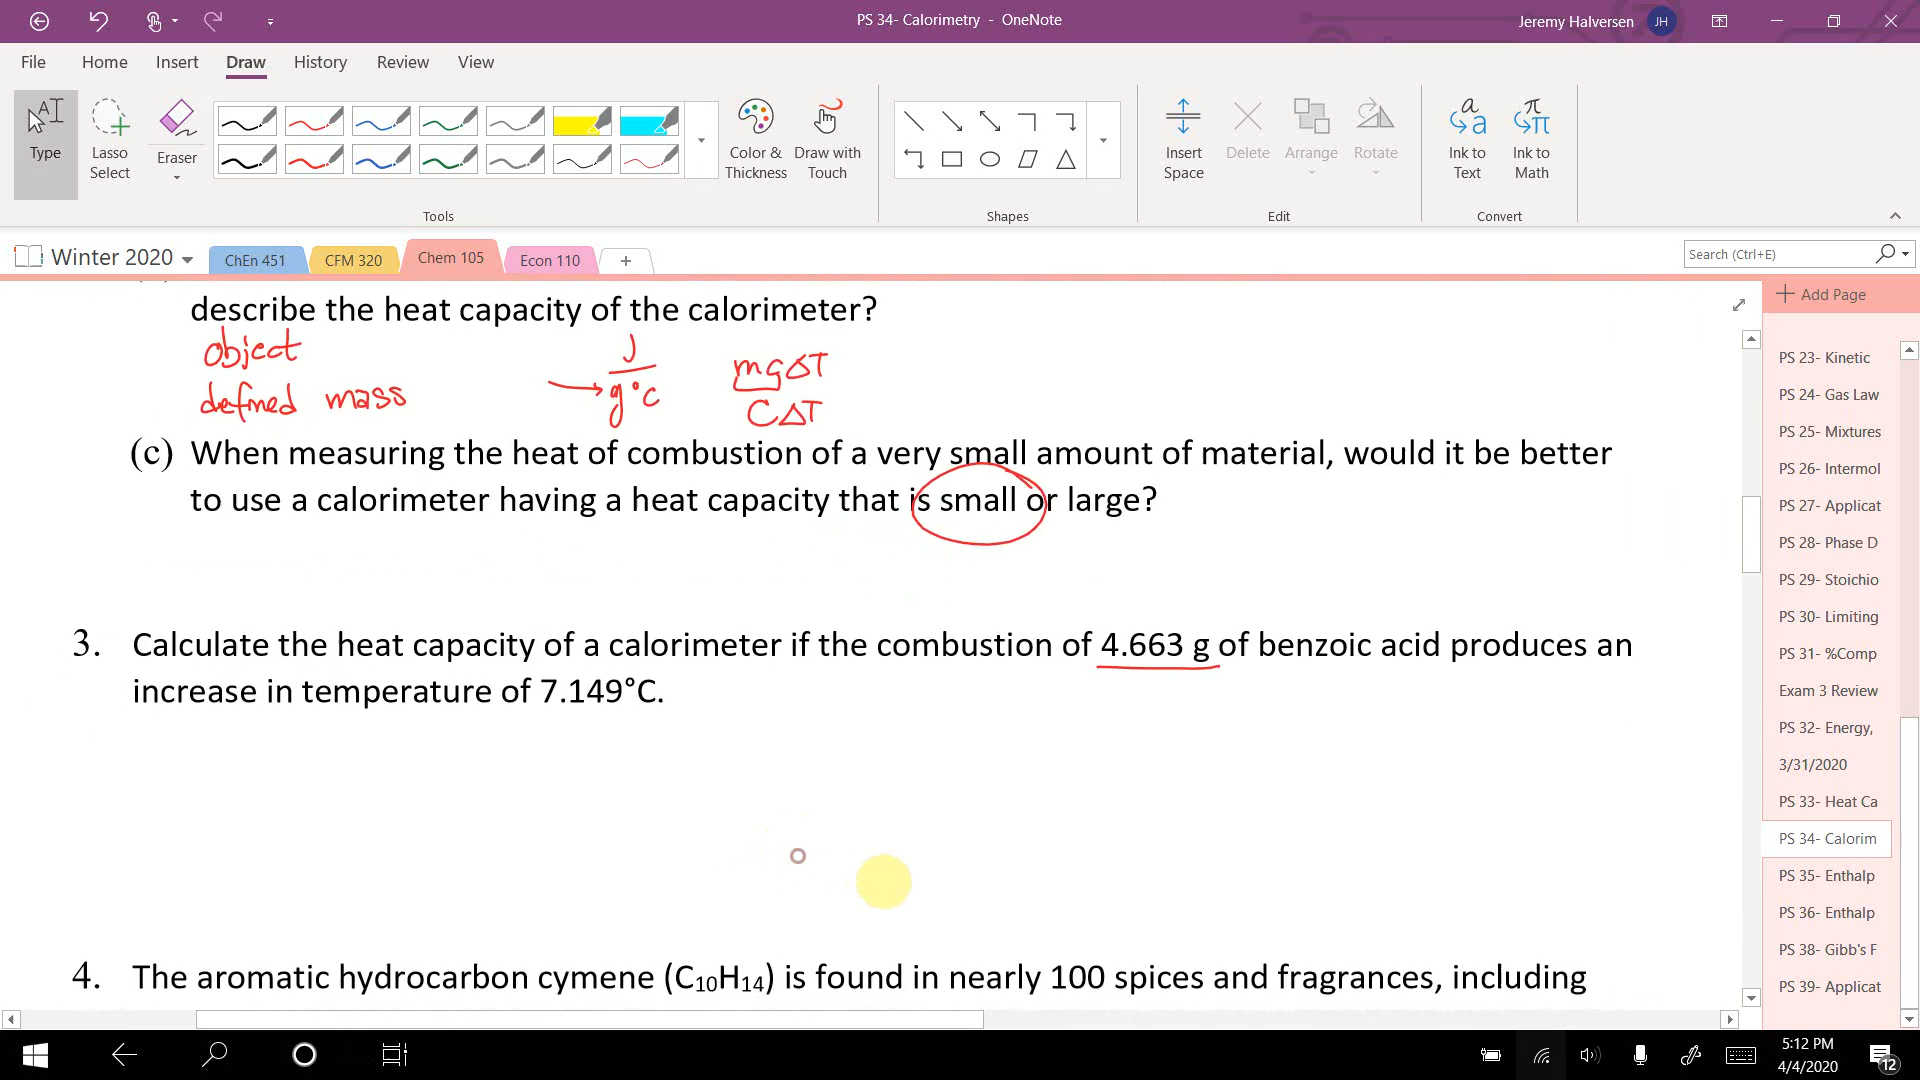 PS 34- Calorimetry - OneNote
Jeremy Halversen
JH
File Home Insert Draw History Review View
Type
Lasso Select
Eraser
Color & Thickness
Draw with Touch
Insert Space
Delete
Arrange
Rotate
Ink to Text
Ink to Math
Tools
Shapes
Edit
Convert
Winter 2020
ChEn 451
CFM 320
Chem 105
Econ 110
Search (Ctrl+E)
Add Page
describe the heat capacity of the calorimeter?
object
defined mass
J
g°C
mg∆T
C∆T
(c) When measuring the heat of combustion of a very small amount of material, would it be better
to use a calorimeter having a heat capacity that is small or large?
3. Calculate the heat capacity of a calorimeter if the combustion of 4.663 g of benzoic acid produces an
increase in temperature of 7.149°C.
4. The aromatic hydrocarbon cymene (C10H14) is found in nearly 100 spices and fragrances, including
PS 23- Kinetic
PS 24- Gas Law
PS 25- Mixtures
PS 26- Intermol
PS 27- Applicat
PS 28- Phase D
PS 29- Stoichio
PS 30- Limiting
PS 31- %Comp
Exam 3 Review
PS 32- Energy,
3/31/2020
PS 33- Heat Ca
PS 34- Calorim
PS 35- Enthalp
PS 36- Enthalp
PS 38- Gibb's F
PS 39- Applicat
5:12 PM
4/4/2020
12